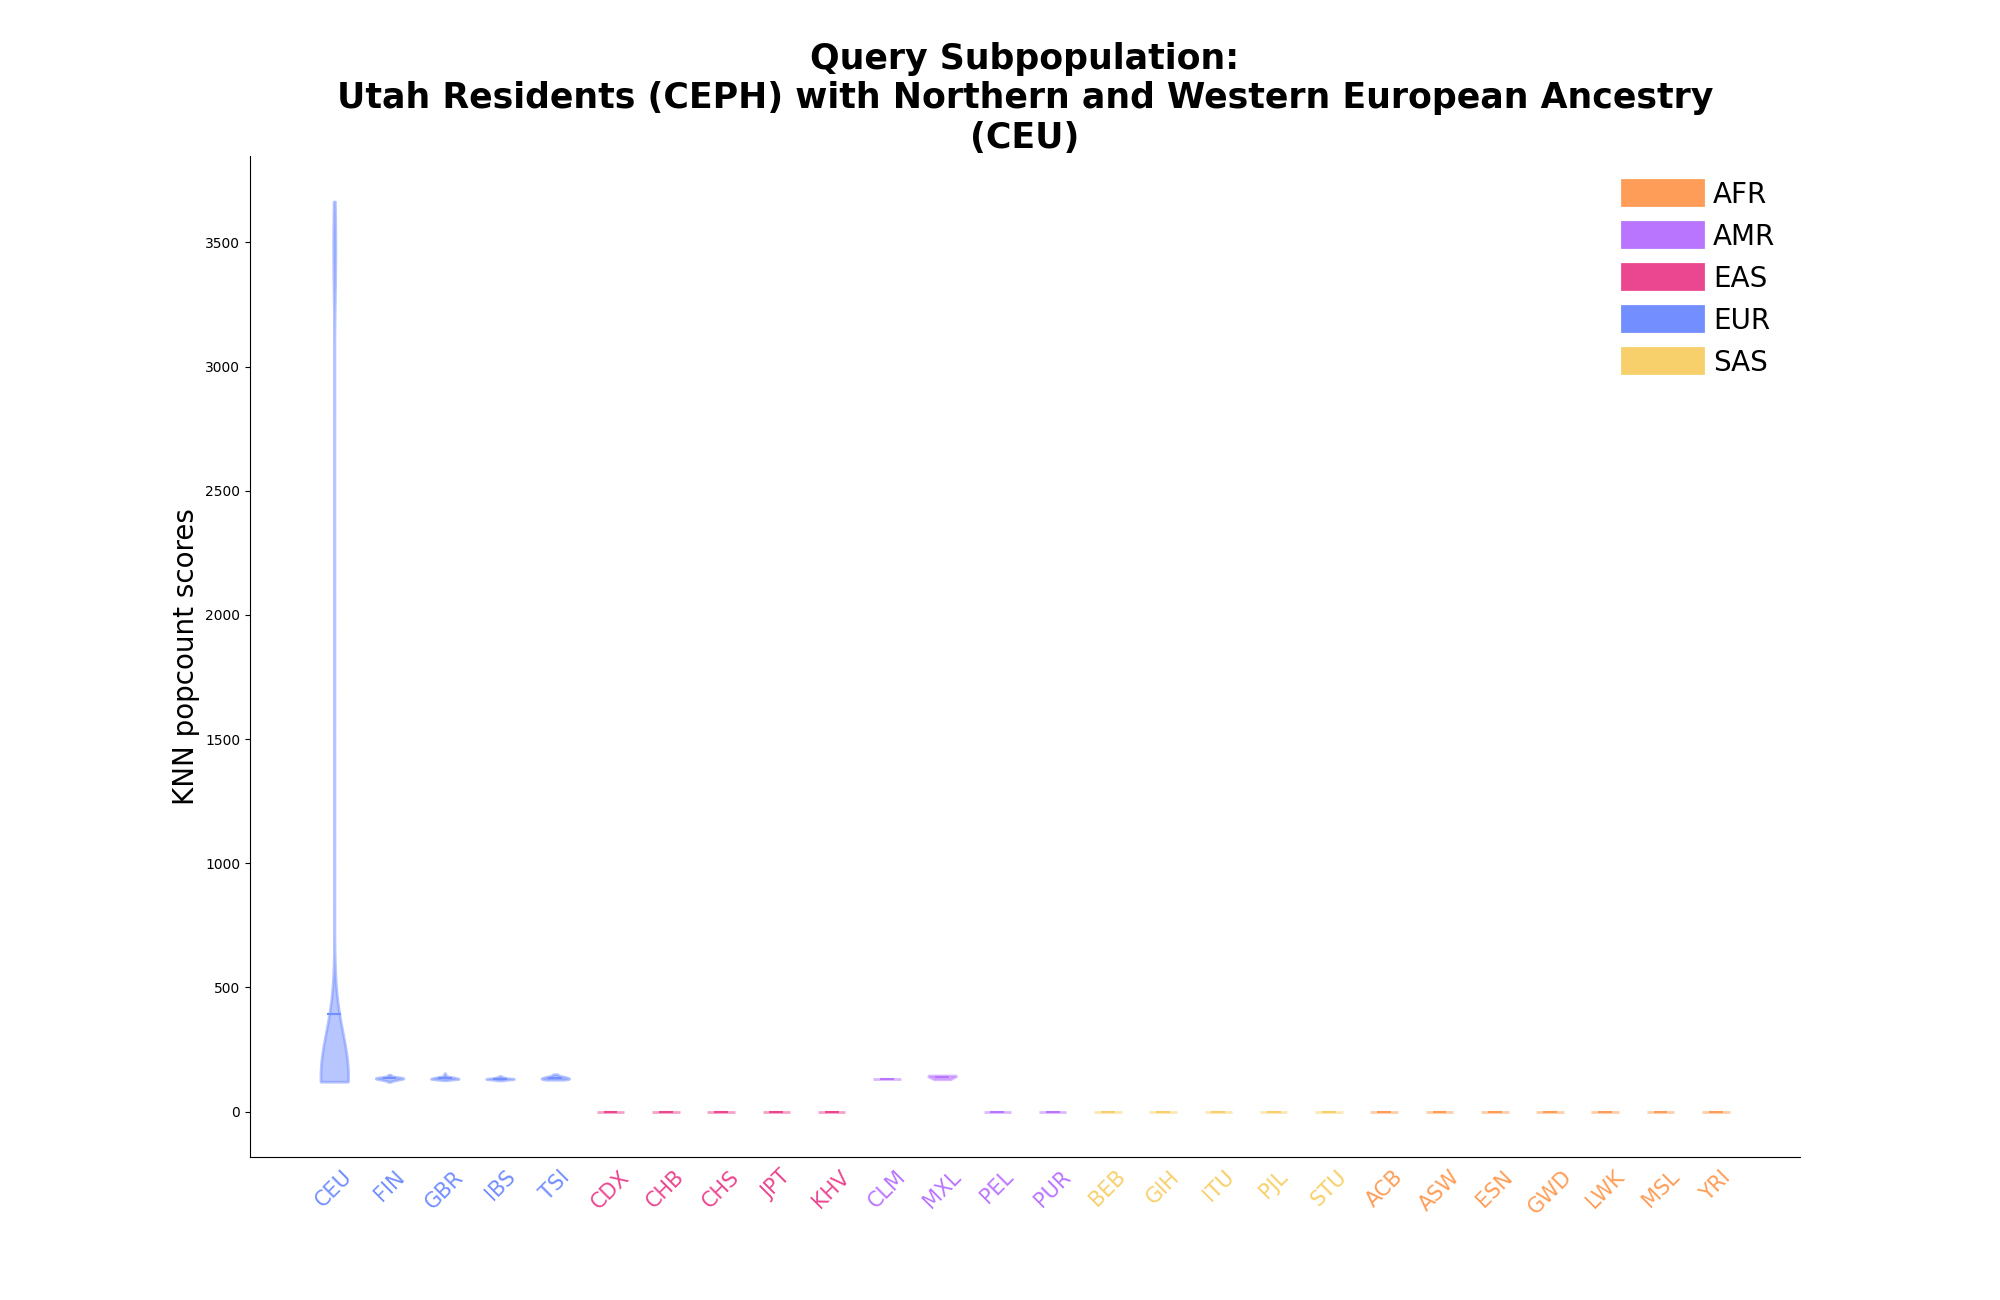 Query Subpopulation:
Utah Residents (CEPH) with Northern and Western European Ancestry
(CEU)
AFR
AMR
EAS
EUR
SAS
KNN popcount scores
3500
3000
2500
2000
1500
1000
500
0
CEU FIN GBR IBS TSI CDX CHB CHS JPT KHV CLM MXL PEL PUR BEB GIH ITU PJL STU ACB ASW ESN GWD LWK MSL YRI